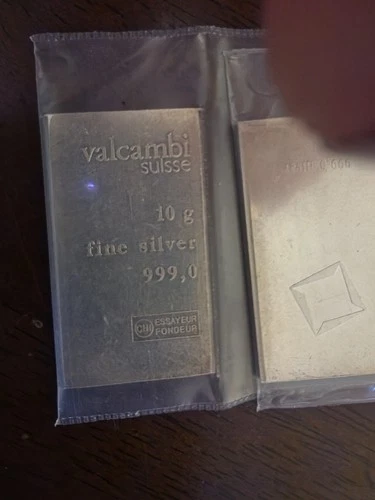 valcambi
suisse
10 g
fine silver
999,0
CHI ESSAYEUR
FONDEUR